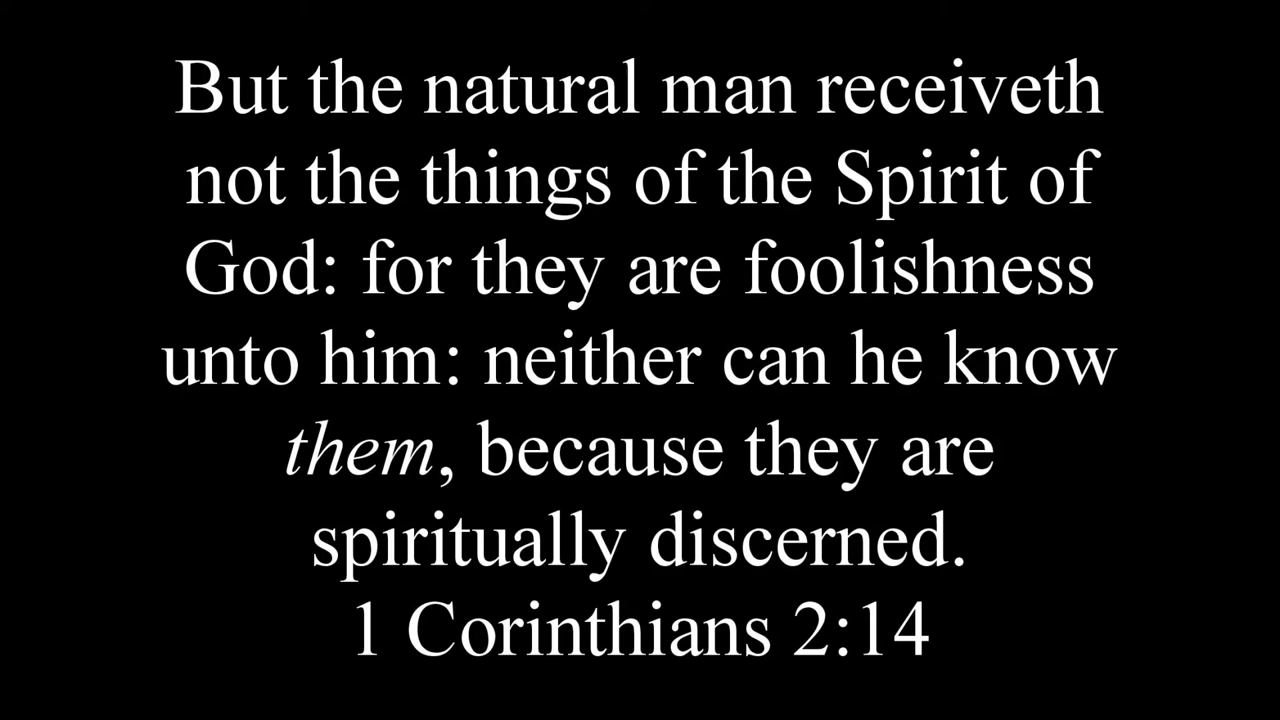 But the natural man receiveth
not the things of the Spirit of
God: for they are foolishness
unto him: neither can he know
them, because they are
spiritually discerned.
1 Corinthians 2:14